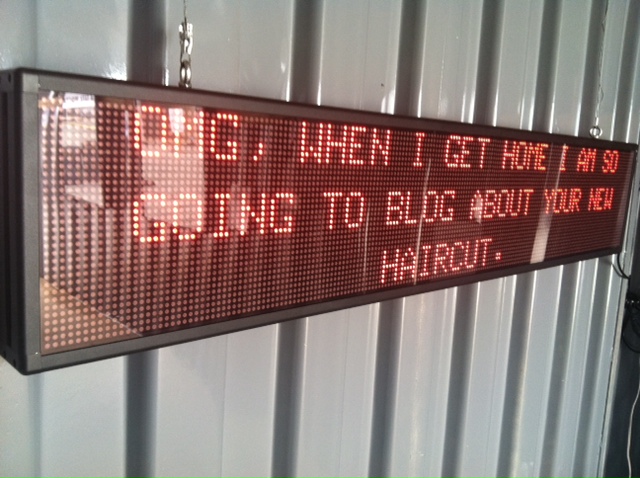 OMG, WHEN I GET HOME I AM SO
GOING TO BLOG ABOUT YOUR NEW
HAIRCUT.